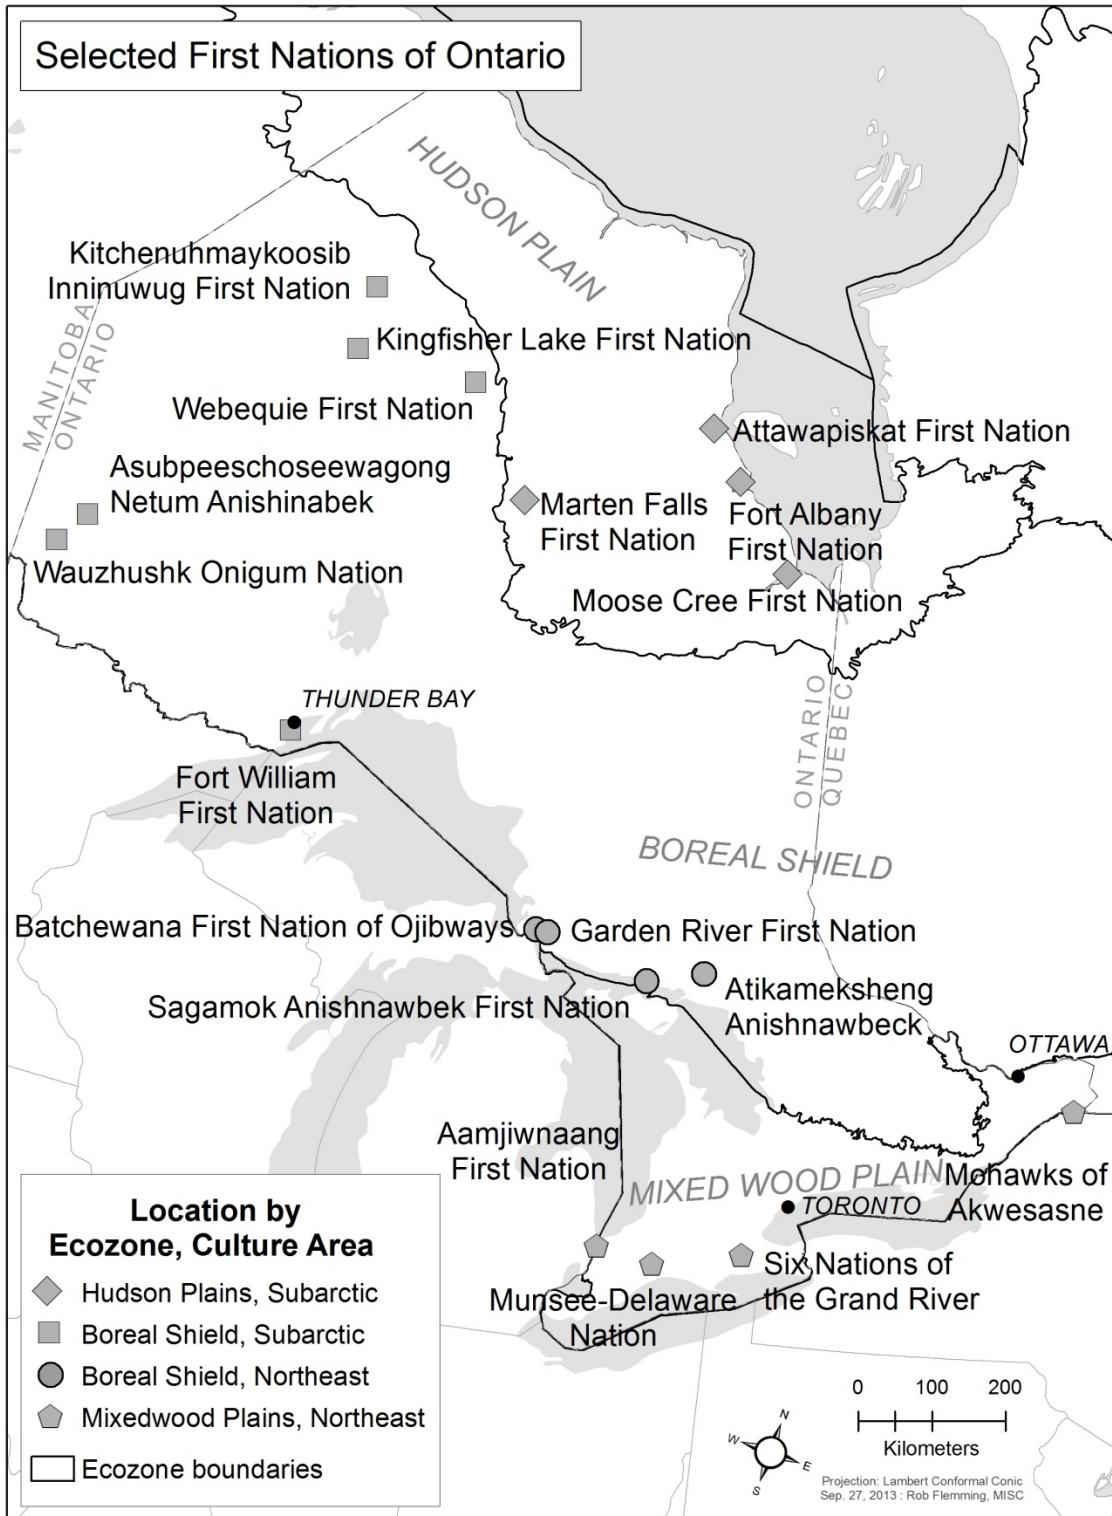 Selected First Nations of Ontario
HUDSON PLAIN
Kitchenuhmaykoosib
Inninuwug First Nation
MANITOBA
ONTARIO
Kingfisher Lake First Nation
Webequie First Nation
Attawapiskat First Nation
Asubpeeschoseewagong
Netum Anishinabek
Marten Falls
First Nation
Fort Albany
First Nation
Wauzhushk Onigum Nation
Moose Cree First Nation
THUNDER BAY
ONTARIO
QUEBEC
Fort William
First Nation
BOREAL SHIELD
Batchewana First Nation of Ojibways
Garden River First Nation
Sagamok Anishnawbek First Nation
Atikameksheng
Anishnawbeck
OTTAWA
Aamjiwnaang
First Nation
MIXED WOOD PLAIN
Mohawks of
Akwesasne
TORONTO
Six Nations of
the Grand River
Munsee-Delaware
Nation
Location by
Ecozone, Culture Area
Hudson Plains, Subarctic
Boreal Shield, Subarctic
Boreal Shield, Northeast
Mixedwood Plains, Northeast
Ecozone boundaries
N
W
E
S
0 100 200
Kilometers
Projection: Lambert Conformal Conic
Sep. 27, 2013 : Rob Flemming, MISC